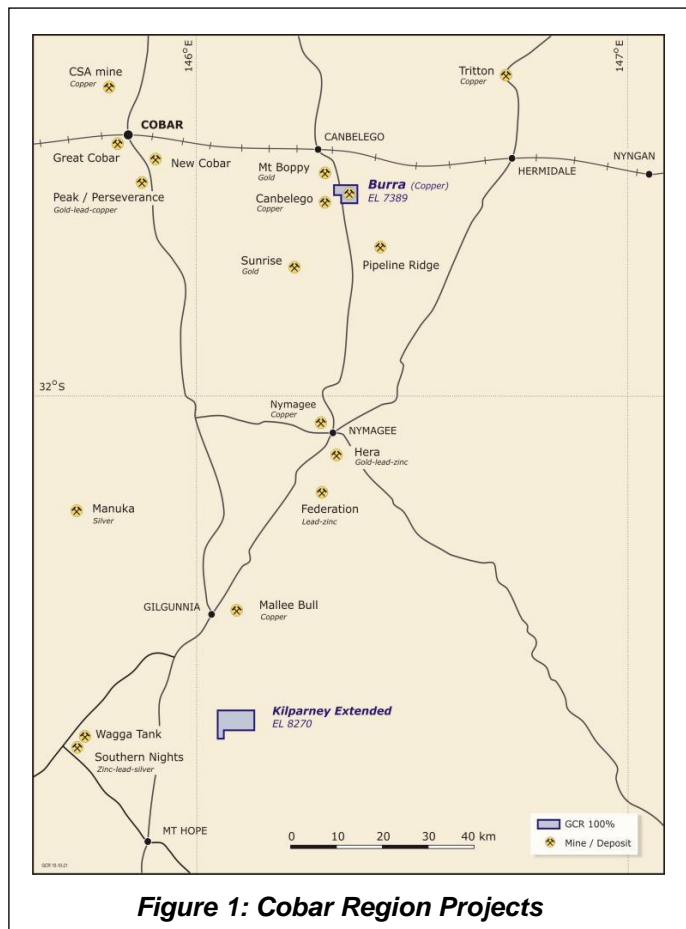 146°E
147°E
CSA mine
Copper
Tritton
Copper
COBAR
CANBELEGO
Great Cobar
New Cobar
Mt Boppy
Gold
HERMIDALE
NYNGAN
Peak / Perseverance
Gold-lead-copper
Canbelego
Copper
Burra (Copper)
EL 7389
Sunrise
Gold
Pipeline Ridge
32°S
Nymagee
Copper
NYMAGEE
Hera
Gold-lead-zinc
Manuka
Silver
Federation
Lead-zinc
GILGUNNIA
Mallee Bull
Copper
Kilparney Extended
EL 8270
Wagga Tank
Southern Nights
Zinc-lead-silver
MT HOPE
0 10 20 30 40 km
GCR 100%
Mine / Deposit
Figure 1: Cobar Region Projects